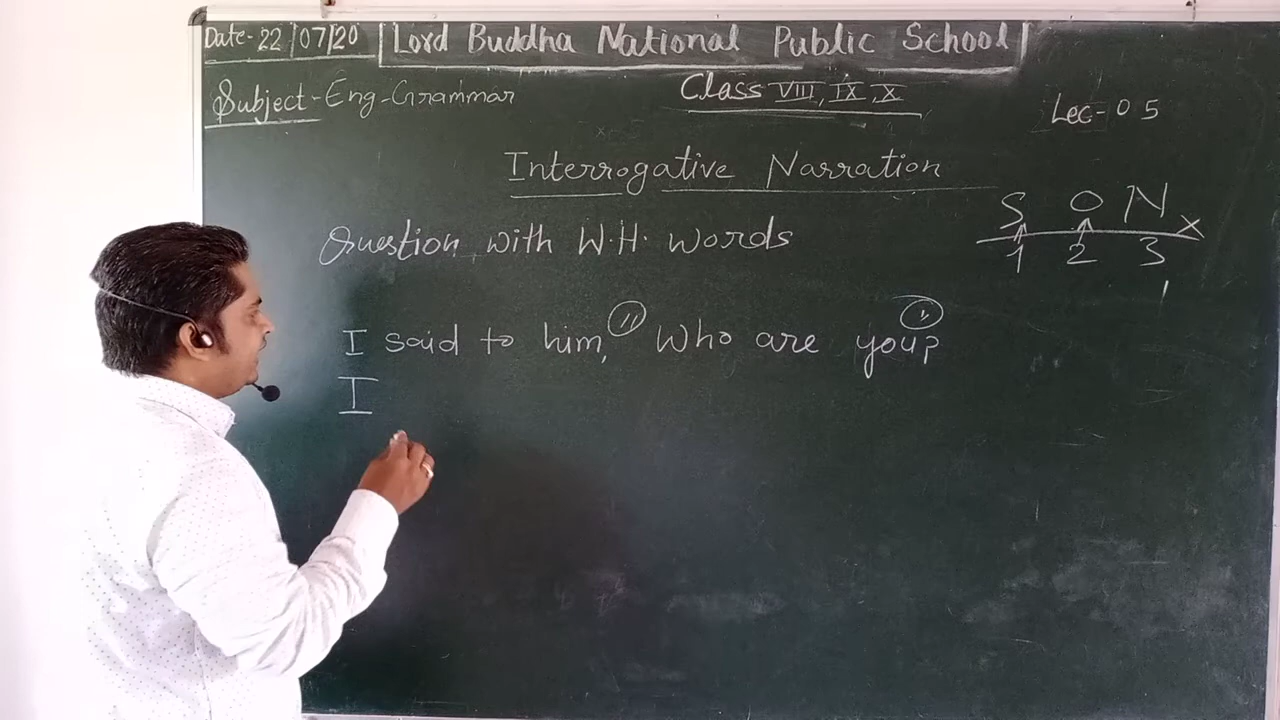 Date- 22/07/20 Lord Buddha National Public School
Subject-Eng-Grammar Class VIII, IX, X Lec-05
Interrogative Narration
Question with W.H. words
S O N X
1 2 3
I said to him, "Who are you?"
I